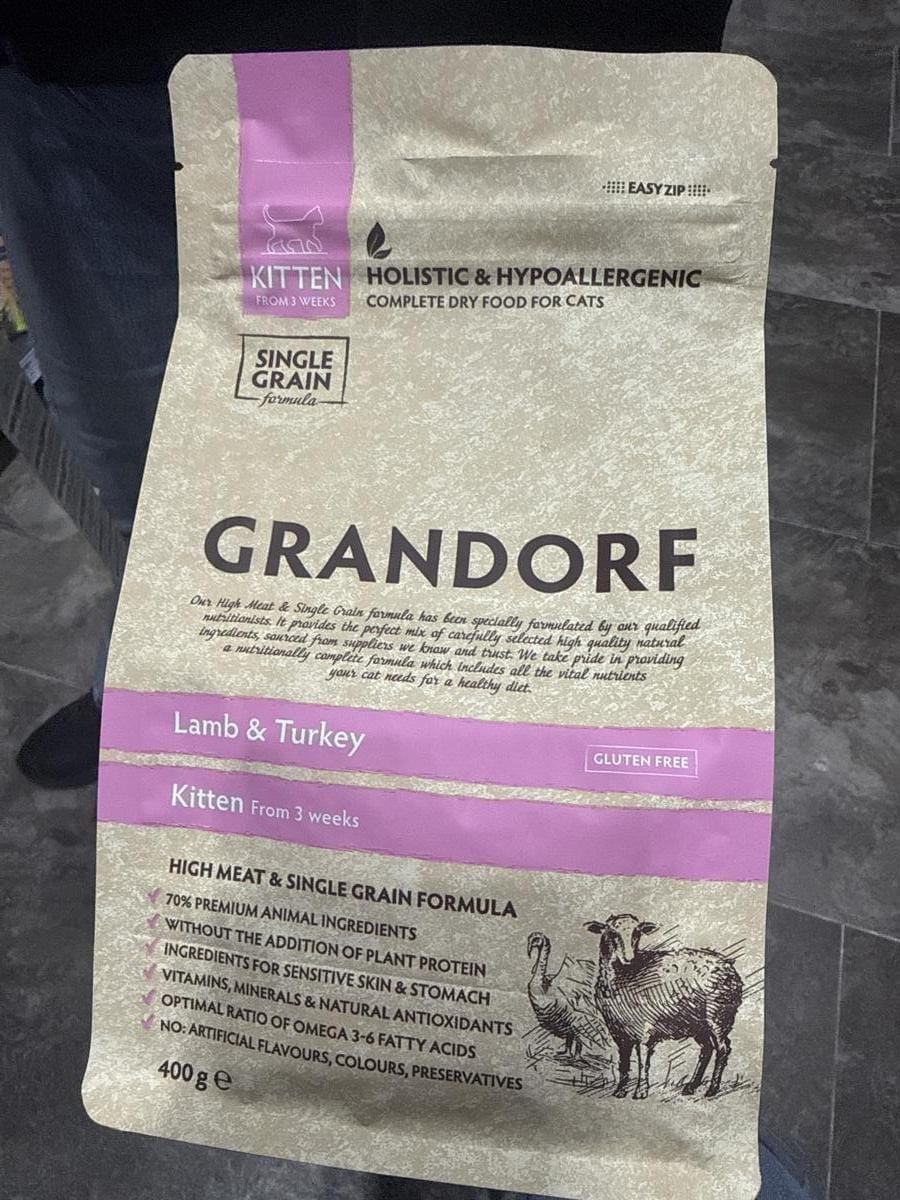 EASY ZIP
KITTEN
FROM 3 WEEKS
HOLISTIC & HYPOALLERGENIC
COMPLETE DRY FOOD FOR CATS
SINGLE
GRAIN
formula
GRANDORF
Our High Meat & Single Grain formula has been specially formulated by our qualified
nutritionists. It provides the perfect mix of carefully selected high quality natural
ingredients, sourced from suppliers we know and trust. We take pride in providing
a nutritionally complete formula which includes all the vital nutrients
your cat needs for a healthy diet.
Lamb & Turkey
GLUTEN FREE
Kitten From 3 weeks
HIGH MEAT & SINGLE GRAIN FORMULA
70% PREMIUM ANIMAL INGREDIENTS
WITHOUT THE ADDITION OF PLANT PROTEIN
INGREDIENTS FOR SENSITIVE SKIN & STOMACH
VITAMINS, MINERALS & NATURAL ANTIOXIDANTS
OPTIMAL RATIO OF OMEGA 3-6 FATTY ACIDS
NO: ARTIFICIAL FLAVOURS, COLOURS, PRESERVATIVES
400 g ℮